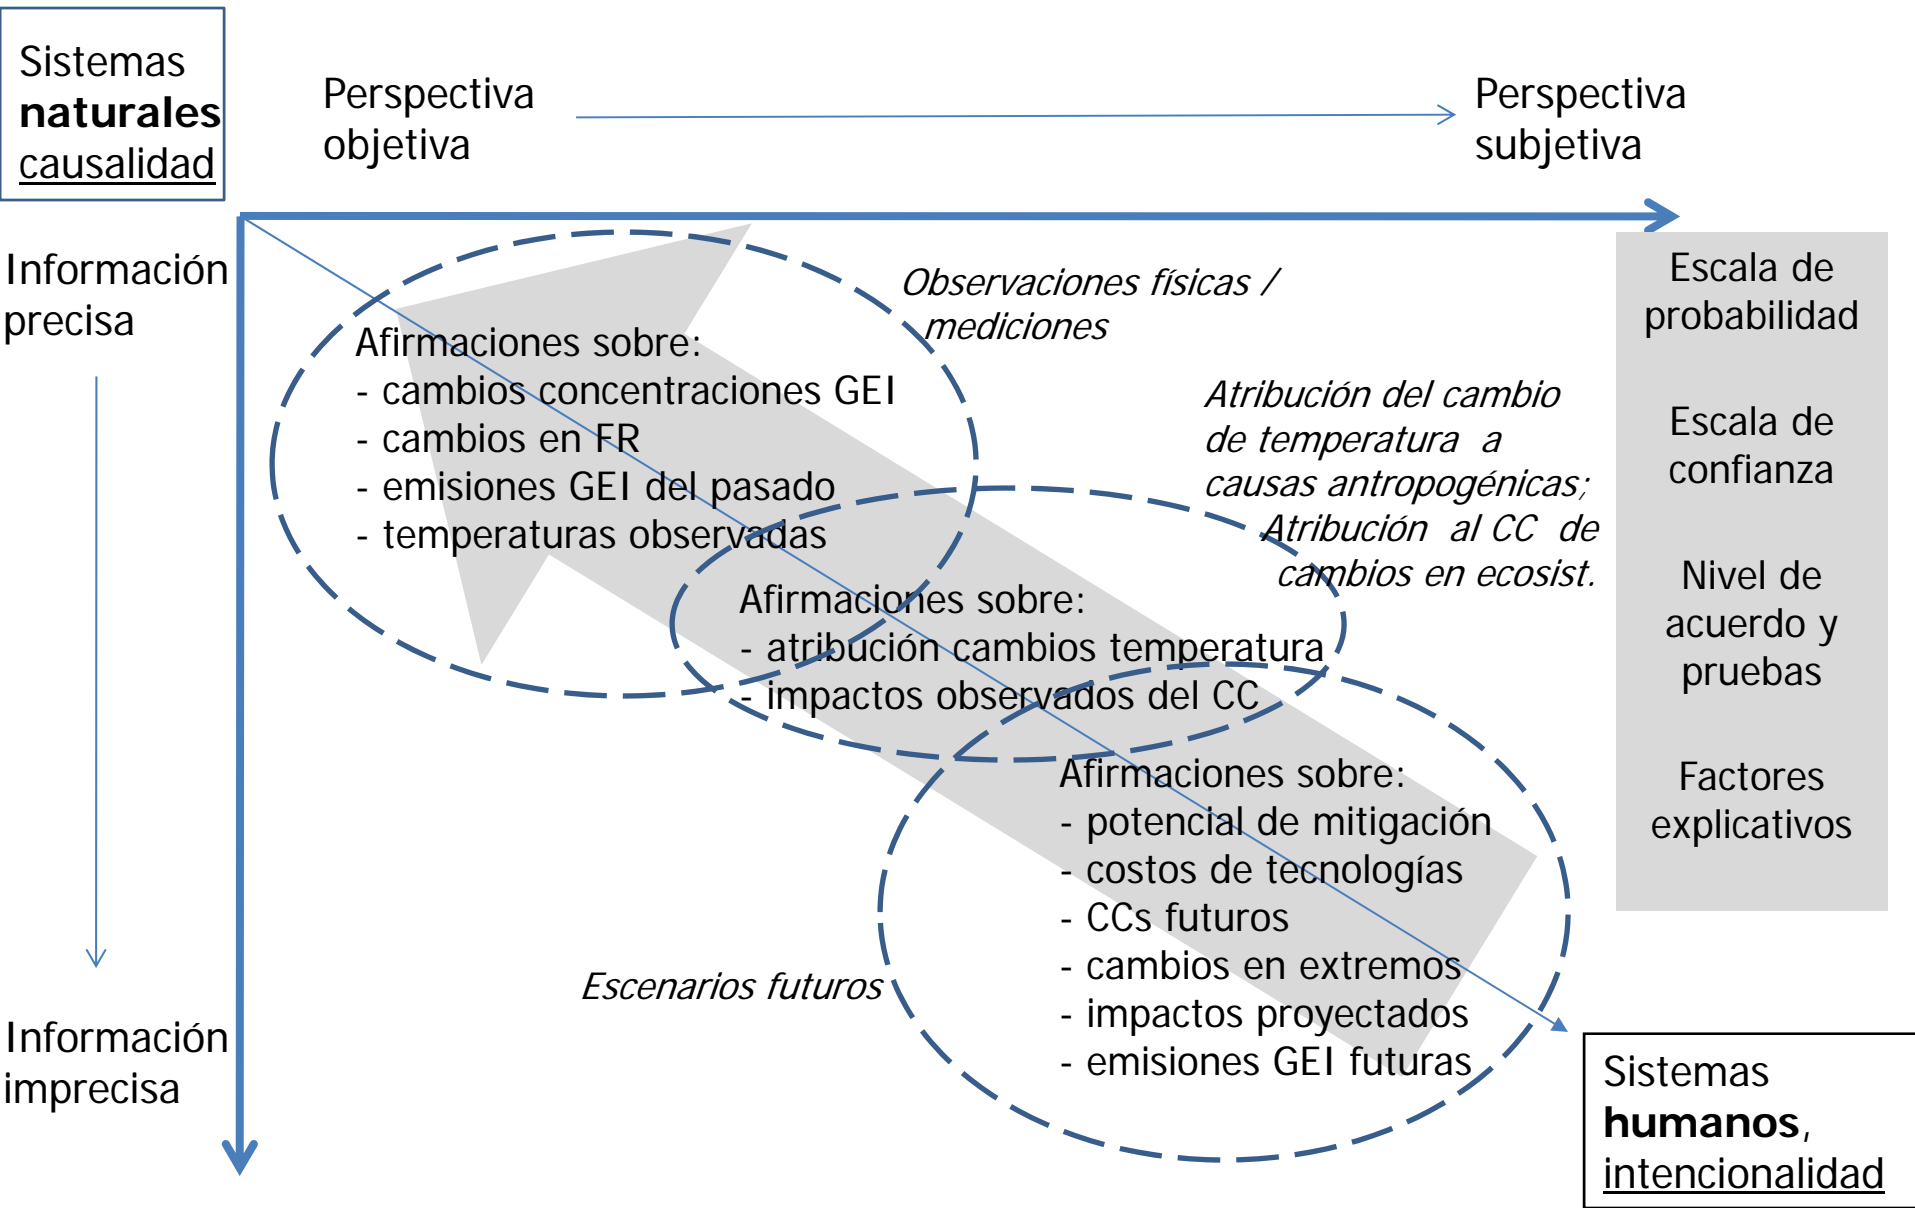 Sistemas
naturales
causalidad
Perspectiva
objetiva
Perspectiva
subjetiva
Información
precisa
Información
imprecisa
Observaciones físicas /
mediciones
Afirmaciones sobre:
- cambios concentraciones GEI
- cambios en FR
- emisiones GEI del pasado
- temperaturas observadas
Atribución del cambio
de temperatura a
causas antropogénicas;
Atribución al CC de
cambios en ecosist.
Afirmaciones sobre:
- atribución cambios temperatura
- impactos observados del CC
Afirmaciones sobre:
- potencial de mitigación
- costos de tecnologías
- CCs futuros
- cambios en extremos
- impactos proyectados
- emisiones GEI futuras
Escenarios futuros
Escala de
probabilidad
Escala de
confianza
Nivel de
acuerdo y
pruebas
Factores
explicativos
Sistemas
humanos,
intencionalidad